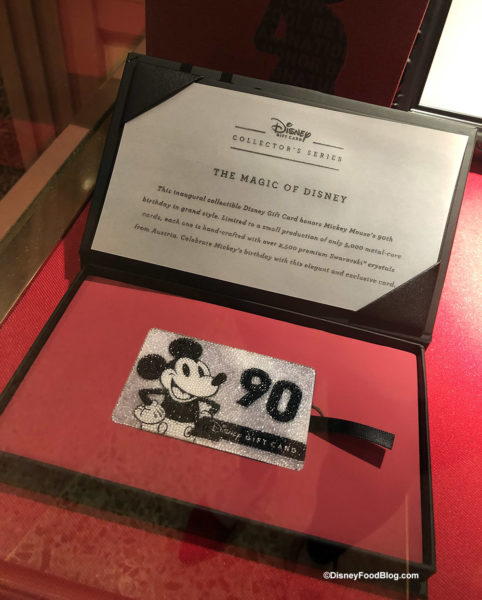 Disney
GIFT CARD
COLLECTOR'S SERIES
THE MAGIC OF DISNEY
This inaugural collectible Disney Gift Card honors Mickey Mouse's 90th
birthday in grand style. Limited to a small production of only 5,000 metal-core
cards, each one is hand-crafted with over 2,500 premium Swarovski™ crystals
from Austria. Celebrate Mickey's birthday with this elegant and exclusive card.
90
Disney GIFT CARD
©DisneyFoodBlog.com